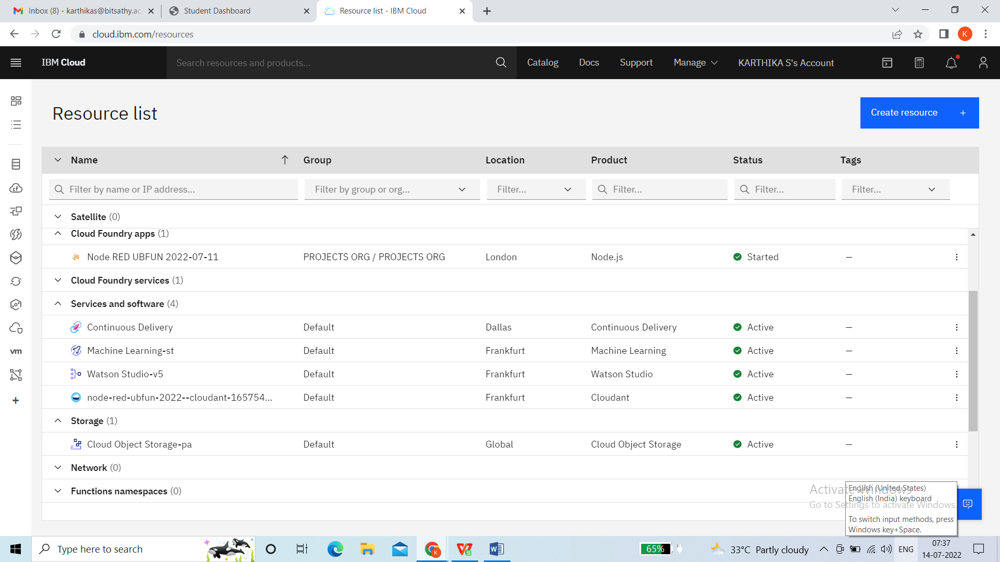 Inbox (8) - karthikas@bitsathy.ac.
Student Dashboard
Resource list - IBM Cloud
cloud.ibm.com/resources
K
IBM Cloud
Search resources and products...
Catalog
Docs
Support
Manage
KARTHIKA S's Account
Resource list
Create resource +
Name
Group
Location
Product
Status
Tags
Filter by name or IP address...
Filter by group or org...
Filter...
Filter...
Filter...
Filter...
Satellite (0)
Cloud Foundry apps (1)
JS Node RED UBFUN 2022-07-11 PROJECTS ORG / PROJECTS ORG London Node.js Started —
Cloud Foundry services (1)
Services and software (4)
Continuous Delivery Default Dallas Continuous Delivery Active —
Machine Learning-st Default Frankfurt Machine Learning Active —
Watson Studio-v5 Default Frankfurt Watson Studio Active —
node-red-ubfun-2022--cloudant-165754... Default Frankfurt Cloudant Active —
Storage (1)
Cloud Object Storage-pa Default Global Cloud Object Storage Active —
Network (0)
Functions namespaces (0)
cf
vm
Activate Windows
Go to Settings to activate Windows.
English (United States)
English (India) keyboard
To switch input methods, press
Windows key+Space.
Type here to search
65%
33°C Partly cloudy
ENG
07:37
14-07-2022